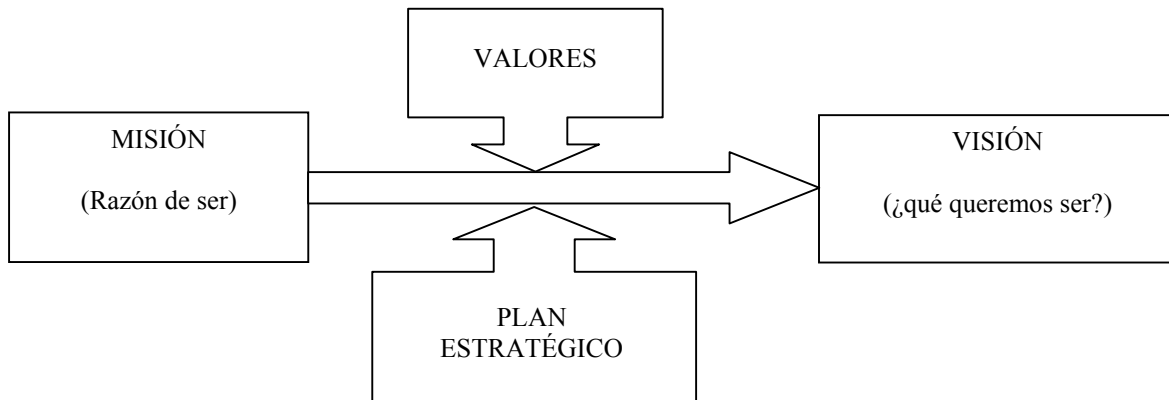 VALORES
MISIÓN
(Razón de ser)
VISIÓN
(¿qué queremos ser?)
PLAN
ESTRATÉGICO